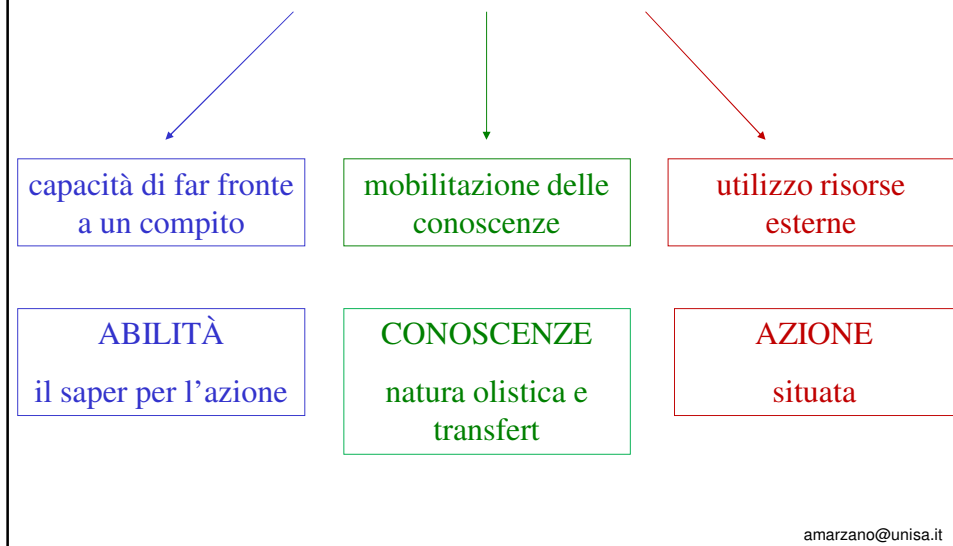 capacità di far fronte
a un compito
mobilitazione delle
conoscenze
utilizzo risorse
esterne
ABILITÀ
il saper per l’azione
CONOSCENZE
natura olistica e
transfert
AZIONE
situata
amarzano@unisa.it